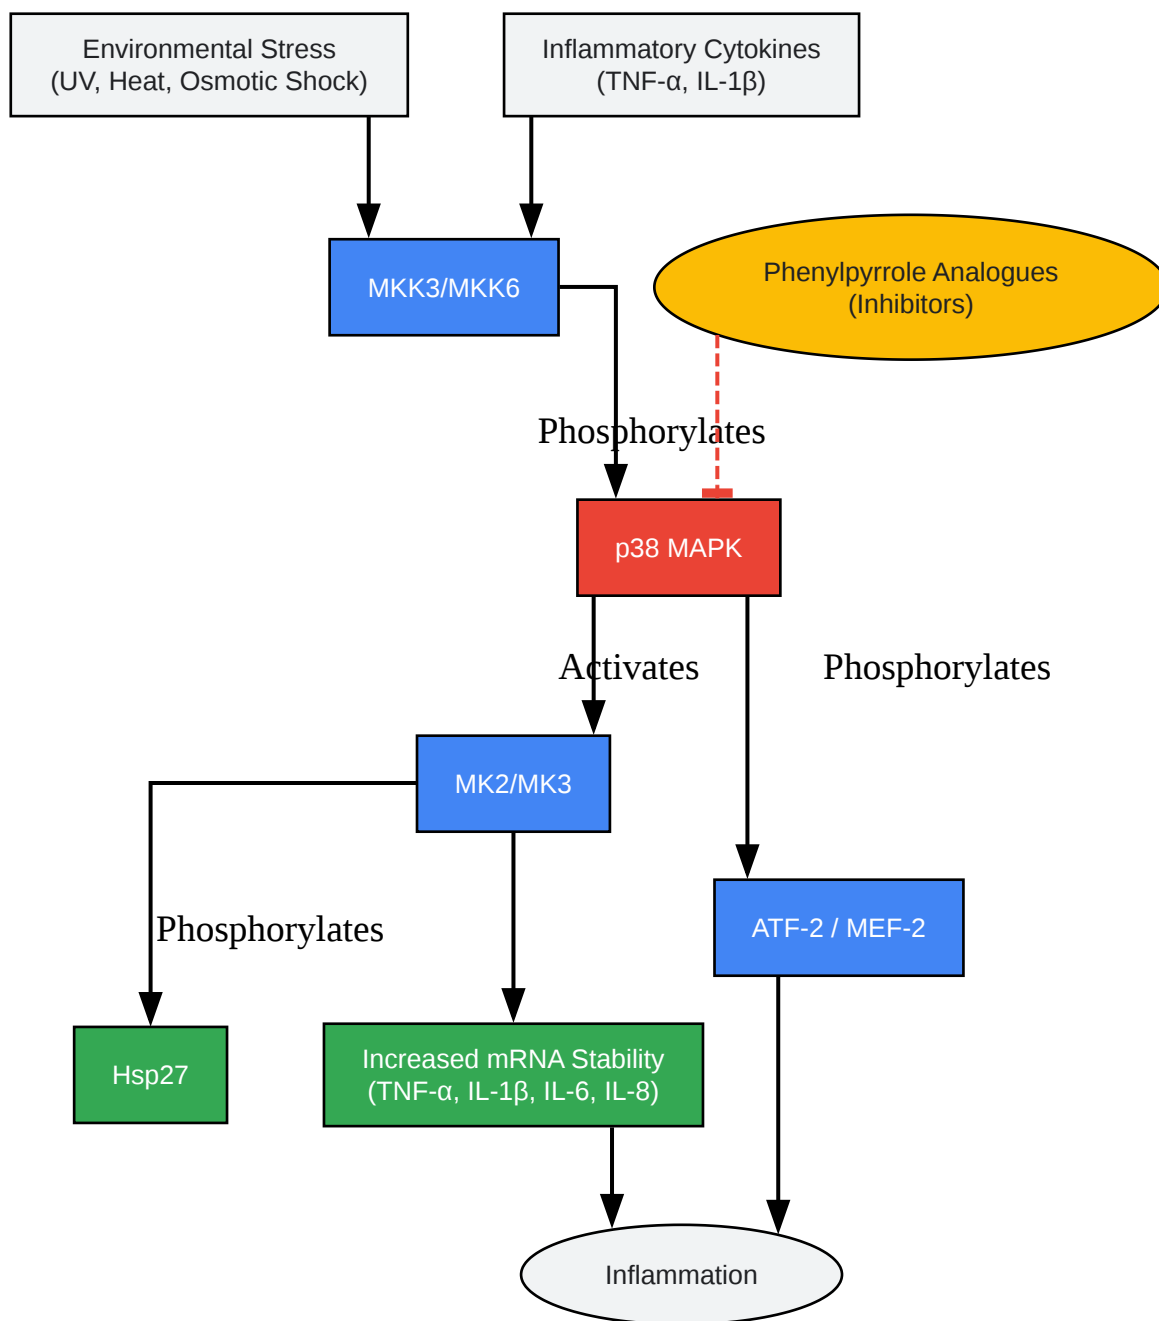 Environmental Stress
(UV, Heat, Osmotic Shock)
Inflammatory Cytokines
(TNF-α, IL-1β)
MKK3/MKK6
Phenylpyrrole Analogues
(Inhibitors)
Phosphorylates
p38 MAPK
Activates
Phosphorylates
MK2/MK3
Phosphorylates
ATF-2 / MEF-2
Hsp27
Increased mRNA Stability
(TNF-α, IL-1β, IL-6, IL-8)
Inflammation